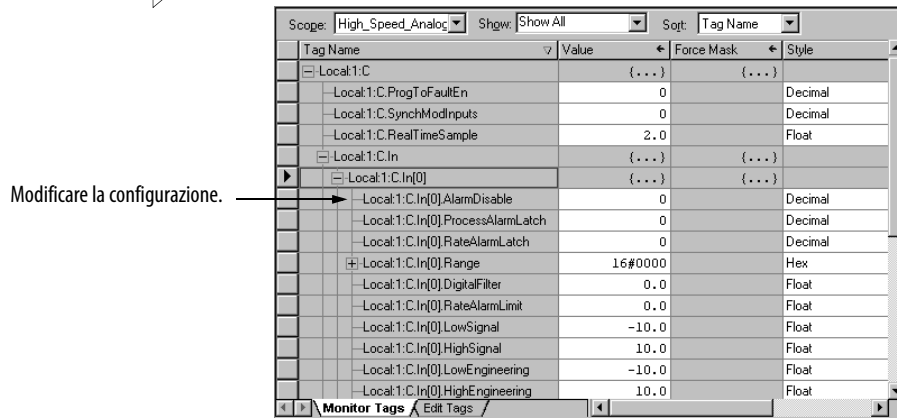 Scope: High_Speed_Analog Show: Show All Sort: Tag Name
Tag Name Value Force Mask Style
Local:1:C {...} {...}
Local:1:C.ProgToFaultEn 0 Decimal
Local:1:C.SynchModInputs 0 Decimal
Local:1:C.RealTimeSample 2.0 Float
Local:1:C.In {...} {...}
Local:1:C.In[0] {...} {...}
Modificare la configurazione.
Local:1:C.In[0].AlarmDisable 0 Decimal
Local:1:C.In[0].ProcessAlarmLatch 0 Decimal
Local:1:C.In[0].RateAlarmLatch 0 Decimal
Local:1:C.In[0].Range 16#0000 Hex
Local:1:C.In[0].DigitalFilter 0.0 Float
Local:1:C.In[0].RateAlarmLimit 0.0 Float
Local:1:C.In[0].LowSignal -10.0 Float
Local:1:C.In[0].HighSignal 10.0 Float
Local:1:C.In[0].LowEngineering -10.0 Float
Local:1:C.In[0].HighEngineering 10.0 Float
Monitor Tags Edit Tags